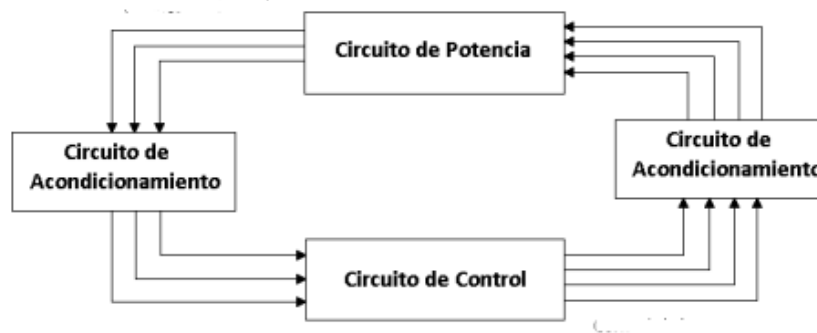 Circuito de Potencia
Circuito de
Acondicionamiento
Circuito de
Acondicionamiento
Circuito de Control